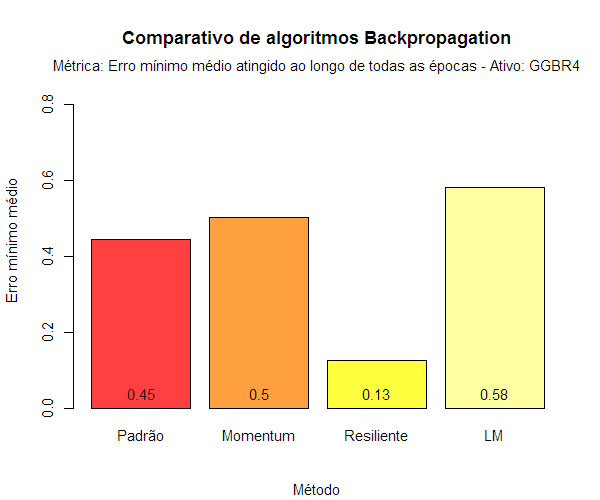 Comparativo de algoritmos Backpropagation
Métrica: Erro mínimo médio atingido ao longo de todas as épocas - Ativo: GGBR4
Erro mínimo médio
0.8
0.6
0.4
0.2
0.0
0.45 0.5 0.13 0.58
Padrão Momentum Resiliente LM
Método